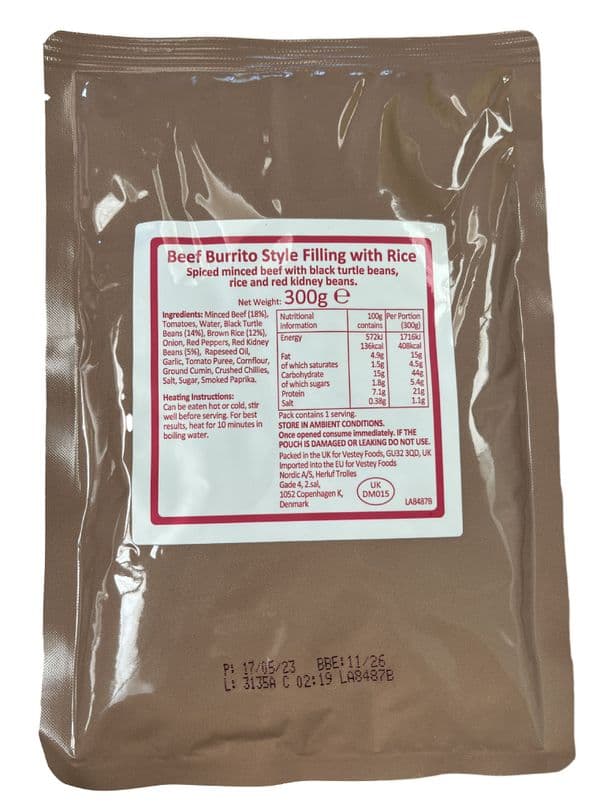 Beef Burrito Style Filling with Rice
Spiced minced beef with black turtle beans,
rice and red kidney beans.
Net Weight: 300g e
Ingredients: Minced Beef (18%),
Tomatoes, Water, Black Turtle
Beans (14%), Brown Rice (12%),
Onion, Red Peppers, Red Kidney
Beans (5%), Rapeseed Oil,
Garlic, Tomato Puree, Cornflour,
Ground Cumin, Crushed Chillies,
Salt, Sugar, Smoked Paprika.
Heating Instructions:
Can be eaten hot or cold, stir
well before serving. For best
results, heat for 10 minutes in
boiling water.
Nutritional information 100g contains Per Portion (300g)
Energy 572kJ 1716kJ
136kcal 408kcal
Fat 4.9g 15g
of which saturates 1.5g 4.5g
Carbohydrate 15g 44g
of which sugars 1.8g 5.4g
Protein 7.1g 21g
Salt 0.38g 1.1g
Pack contains 1 serving.
STORE IN AMBIENT CONDITIONS.
Once opened consume immediately. IF THE
POUCH IS DAMAGED OR LEAKING DO NOT USE.
Packed in the UK for Vestey Foods, GU32 3QD, UK
Imported into the EU for Vestey Foods
Nordic A/S, Herluf Trolles
Gade 4, 2.sal,
1052 Copenhagen K,
Denmark
UK
DM015
LA8487B
P: 17/05/23 BBE:11/26
L: 3135A C 02:19 LA8487B